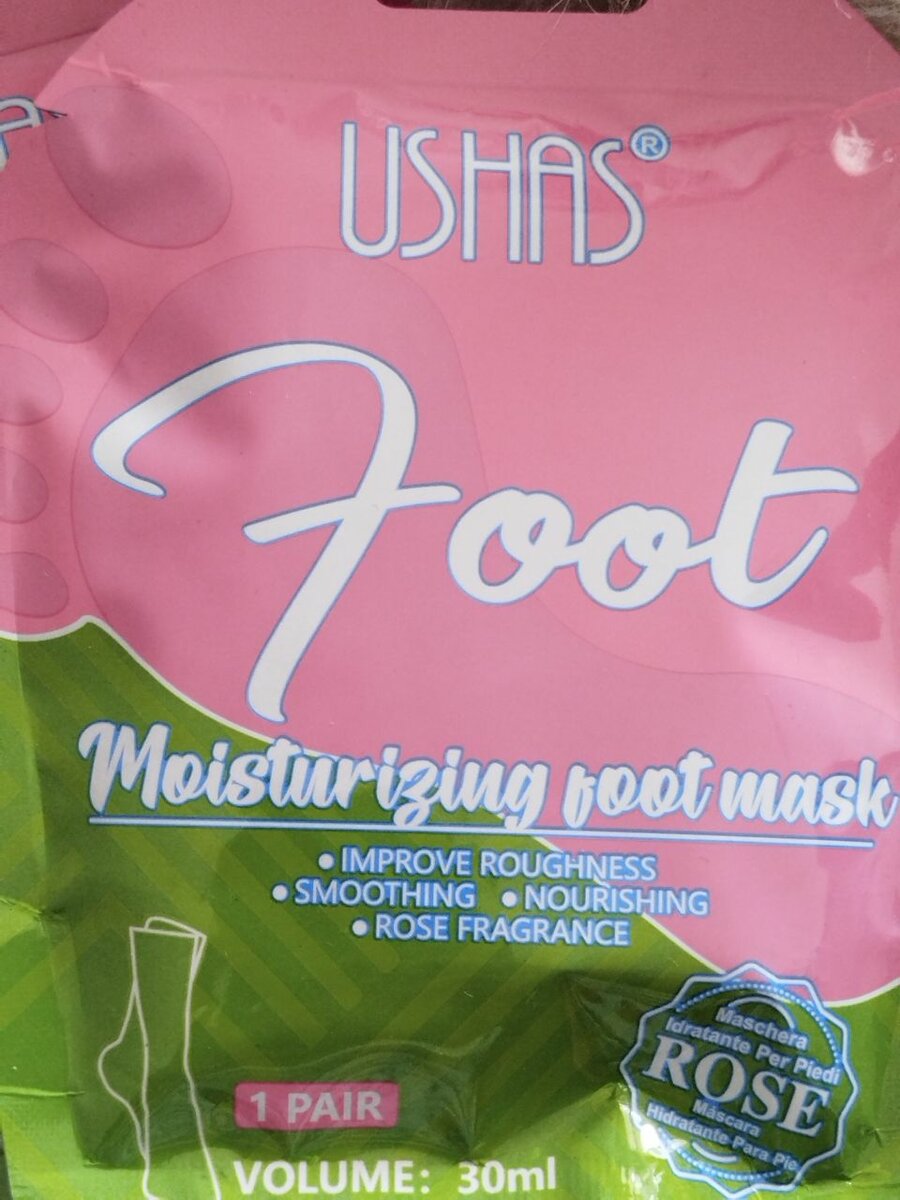 USHAS®
Foot
Moisturizing foot mask
• IMPROVE ROUGHNESS
• SMOOTHING • NOURISHING
• ROSE FRAGRANCE
Maschera
Idratante Per Piedi
ROSE
Máscara
Hidratante Para Pie
1 PAIR
VOLUME: 30ml